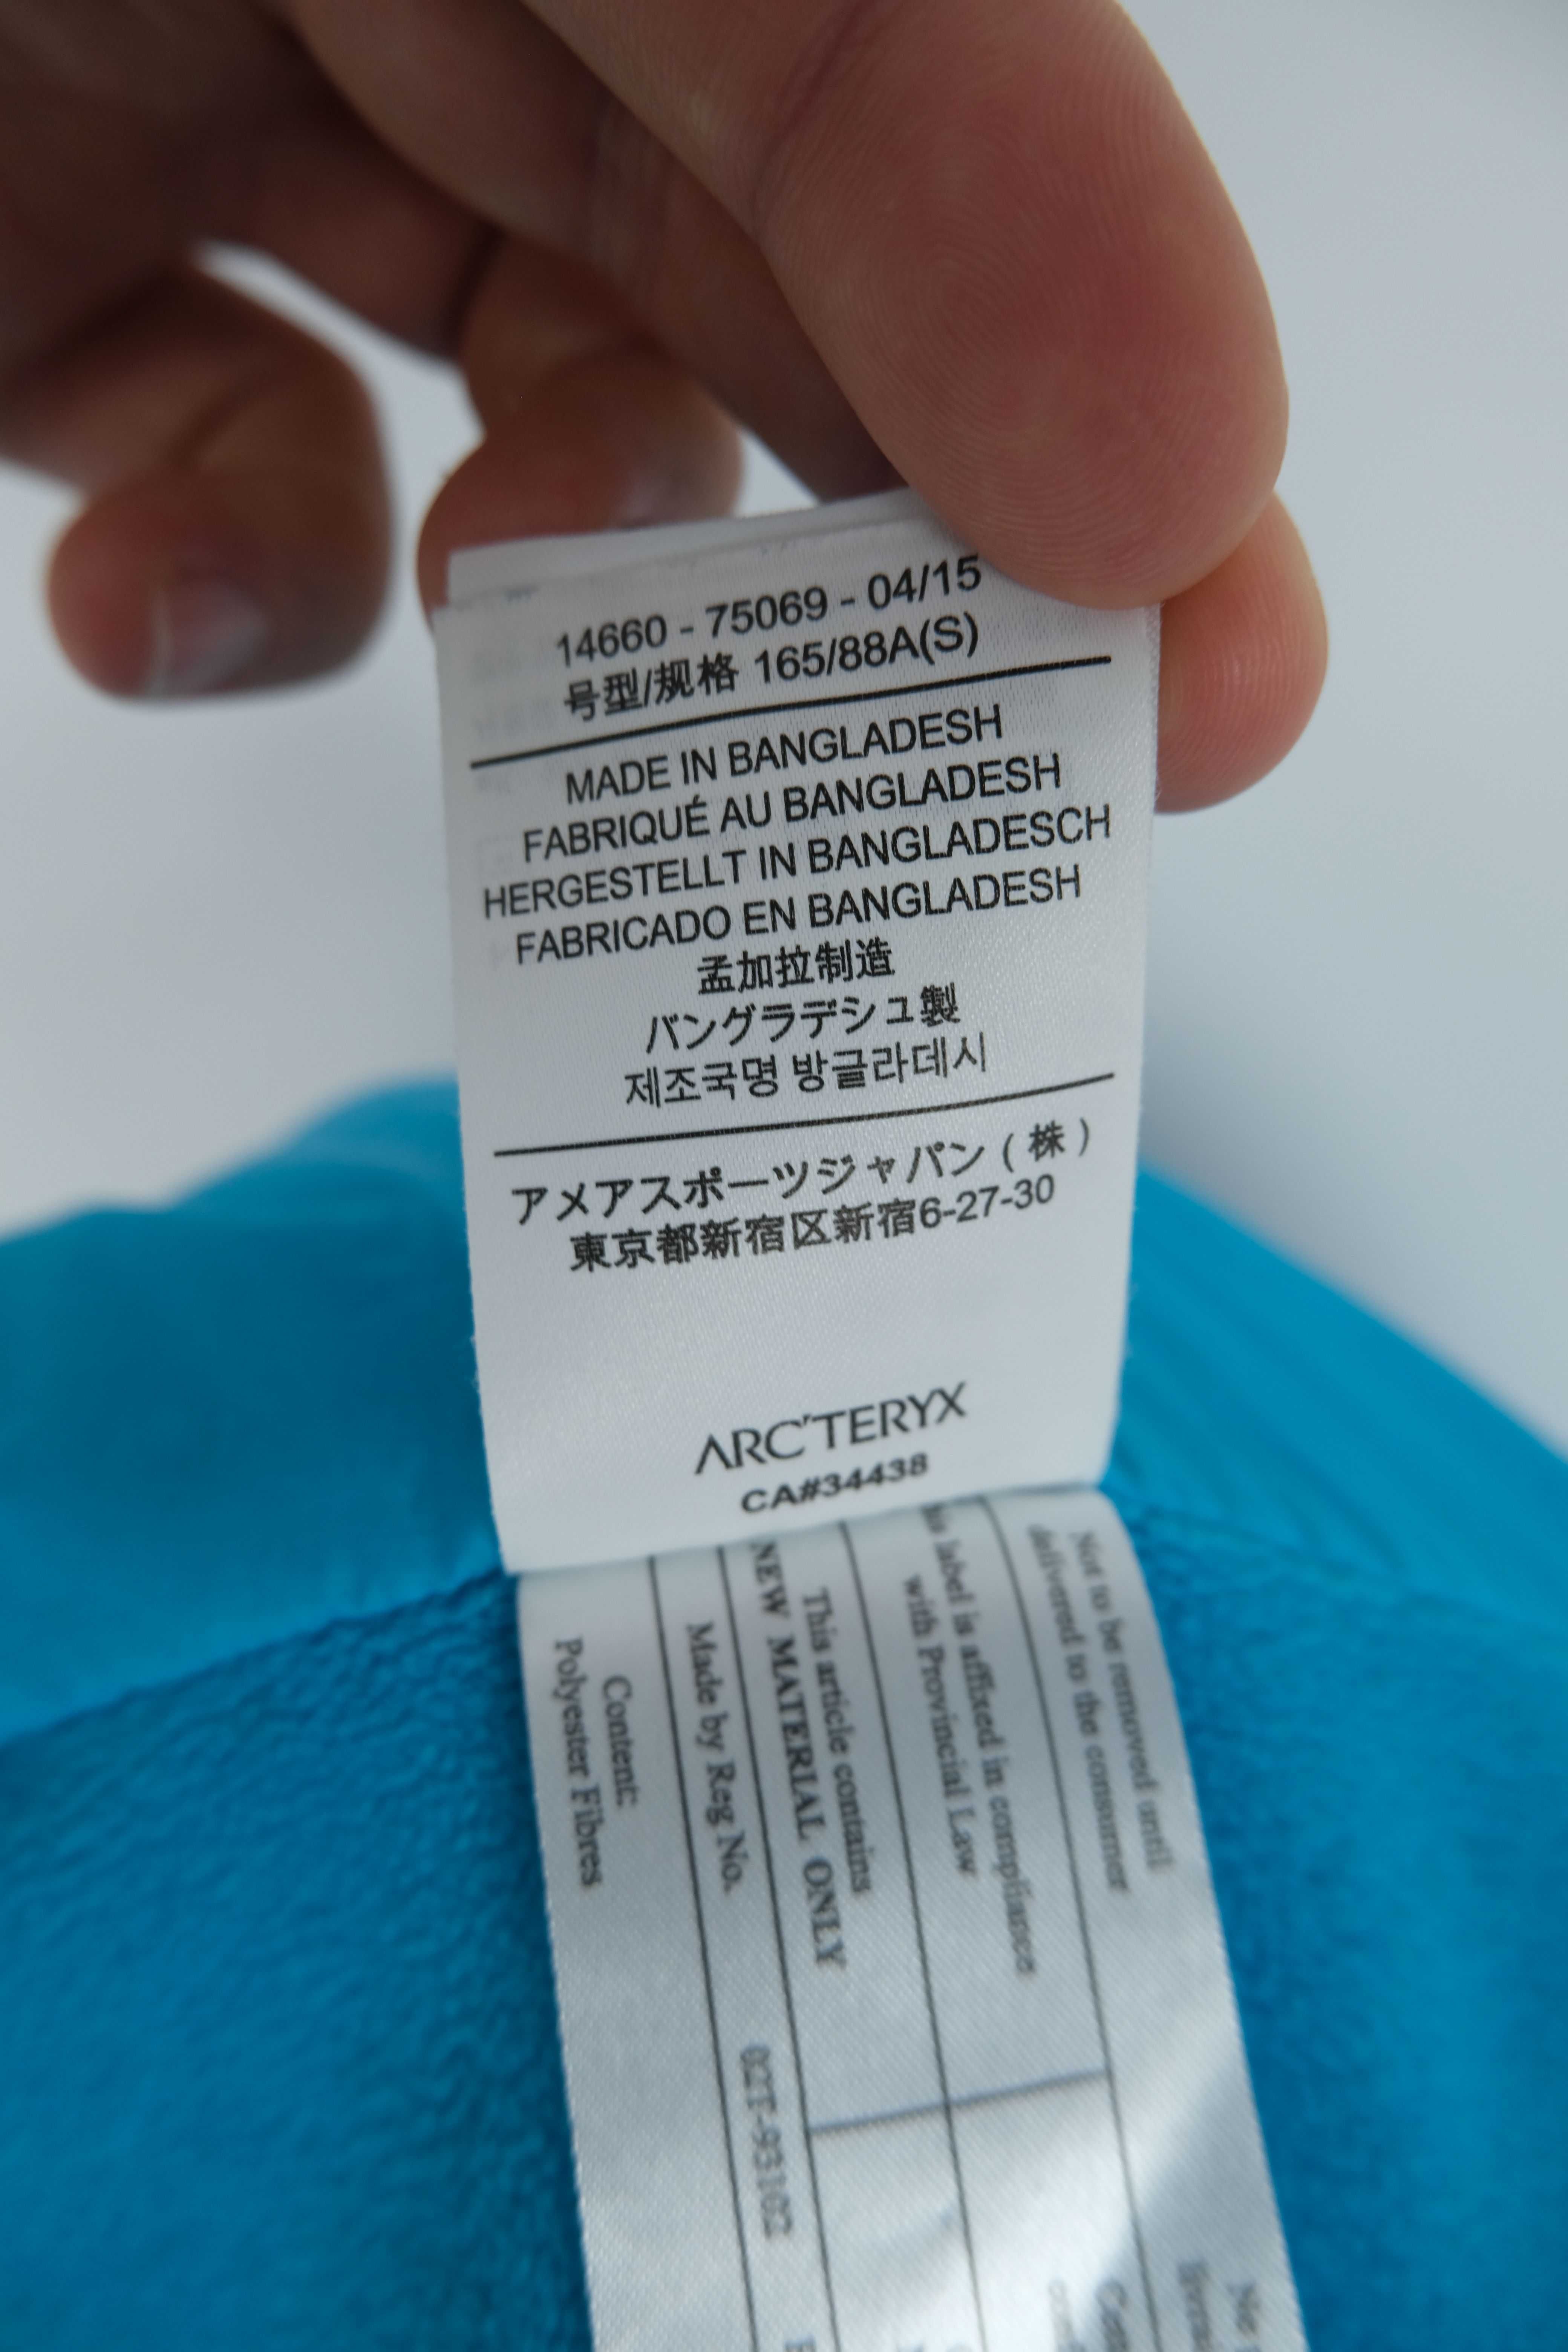 14660 - 75069 - 04/15
号型/规格 165/88A(S)
MADE IN BANGLADESH
FABRIQUÉ AU BANGLADESH
HERGESTELLT IN BANGLADESCH
FABRICADO EN BANGLADESH
孟加拉制造
バングラデシュ製
제조국명 방글라데시
アメアスポーツジャパン(株)
東京都新宿区新宿6-27-30
ARC'TERYX
CA#34438
Not to be removed until
delivered to the consumer
label is affixed in compliance
with Provincial Law
This article contains
NEW MATERIAL ONLY
Made by Reg No. 02T-93102
Content:
Polyester Fibres